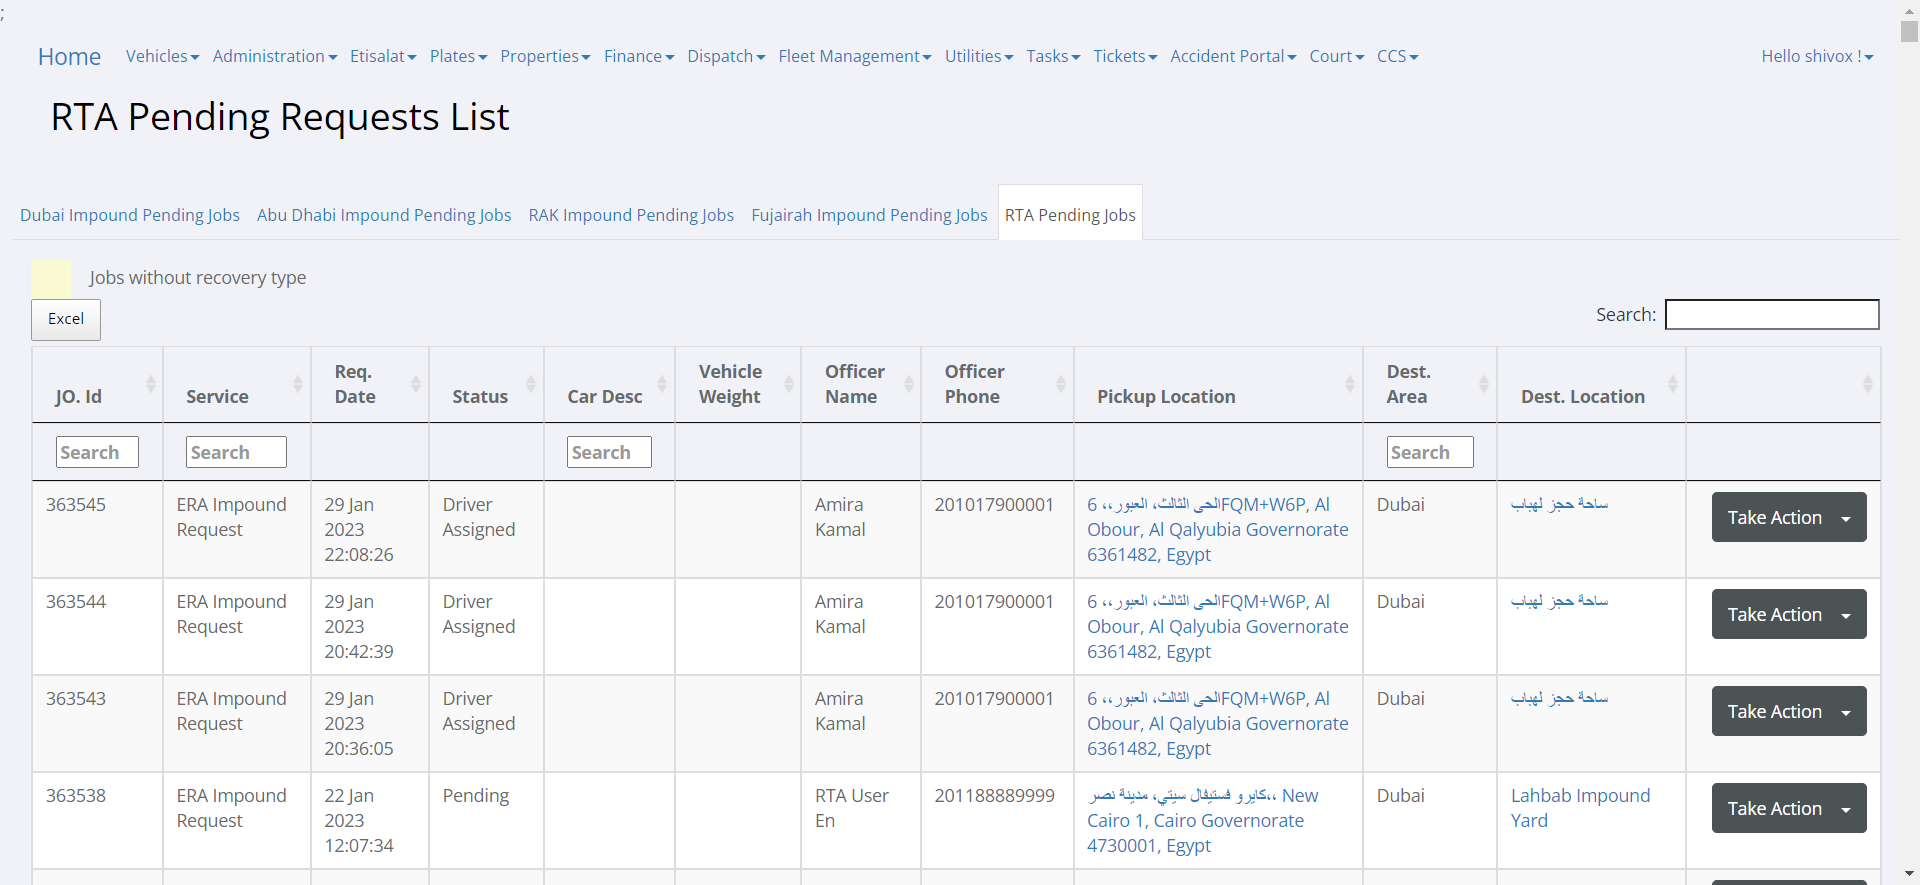 ;
Home Vehicles Administration Etisalat Plates Properties Finance Dispatch Fleet Management Utilities Tasks Tickets Accident Portal Court CCS Hello shivox !
RTA Pending Requests List
Dubai Impound Pending Jobs Abu Dhabi Impound Pending Jobs RAK Impound Pending Jobs Fujairah Impound Pending Jobs RTA Pending Jobs
Jobs without recovery type
Excel Search:
JO. Id Service Req. Date Status Car Desc Vehicle Weight Officer Name Officer Phone Pickup Location Dest. Area Dest. Location
Search Search Search Search
363545 ERA Impound Request 29 Jan 2023 22:08:26 Driver Assigned Amira Kamal 201017900001 6 الحى الثالث، العبور،، FQM+W6P, Al Obour, Al Qalyubia Governorate 6361482, Egypt Dubai ساحة حجز لهباب Take Action
363544 ERA Impound Request 29 Jan 2023 20:42:39 Driver Assigned Amira Kamal 201017900001 6 الحى الثالث، العبور،، FQM+W6P, Al Obour, Al Qalyubia Governorate 6361482, Egypt Dubai ساحة حجز لهباب Take Action
363543 ERA Impound Request 29 Jan 2023 20:36:05 Driver Assigned Amira Kamal 201017900001 6 الحى الثالث، العبور،، FQM+W6P, Al Obour, Al Qalyubia Governorate 6361482, Egypt Dubai ساحة حجز لهباب Take Action
363538 ERA Impound Request 22 Jan 2023 12:07:34 Pending RTA User En 201188889999 كايرو فستيفال سيتي، مدينة نصر،، New Cairo 1, Cairo Governorate 4730001, Egypt Dubai Lahbab Impound Yard Take Action